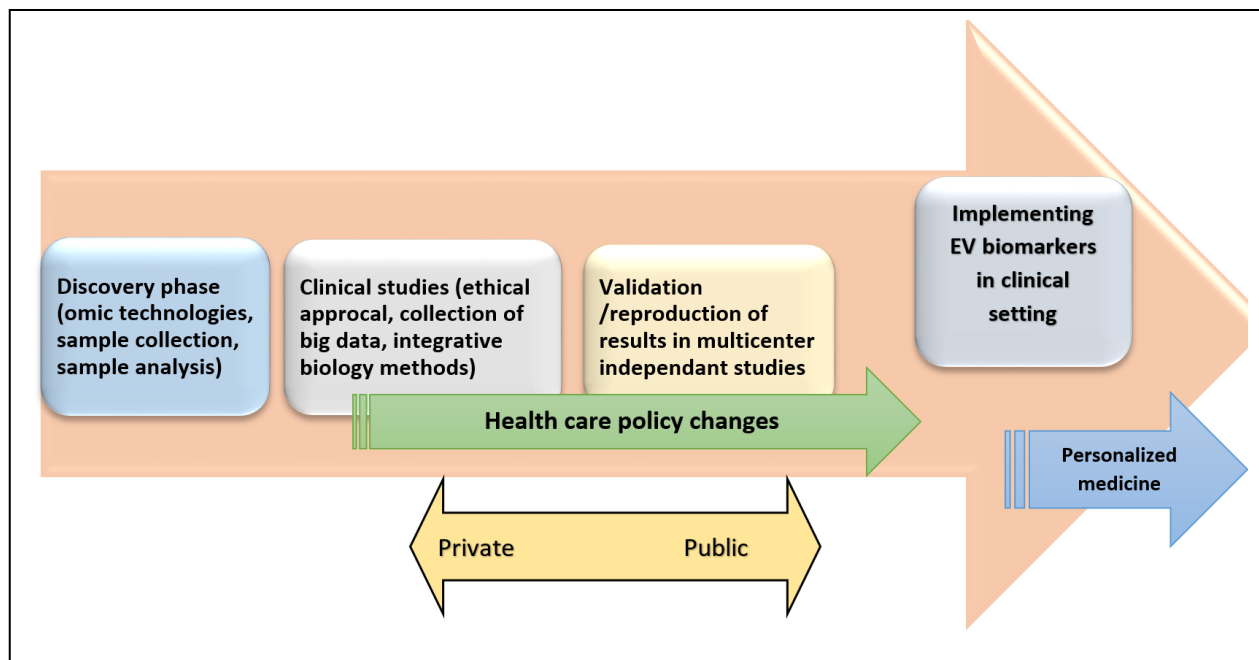 Discovery phase
(omic technologies,
sample collection,
sample analysis)
Clinical studies (ethical
approcal, collection of
big data, integrative
biology methods)
Validation
/reproduction of
results in multicenter
independant studies
Implementing
EV biomarkers
in clinical
setting
Health care policy changes
Personalized
medicine
Private
Public